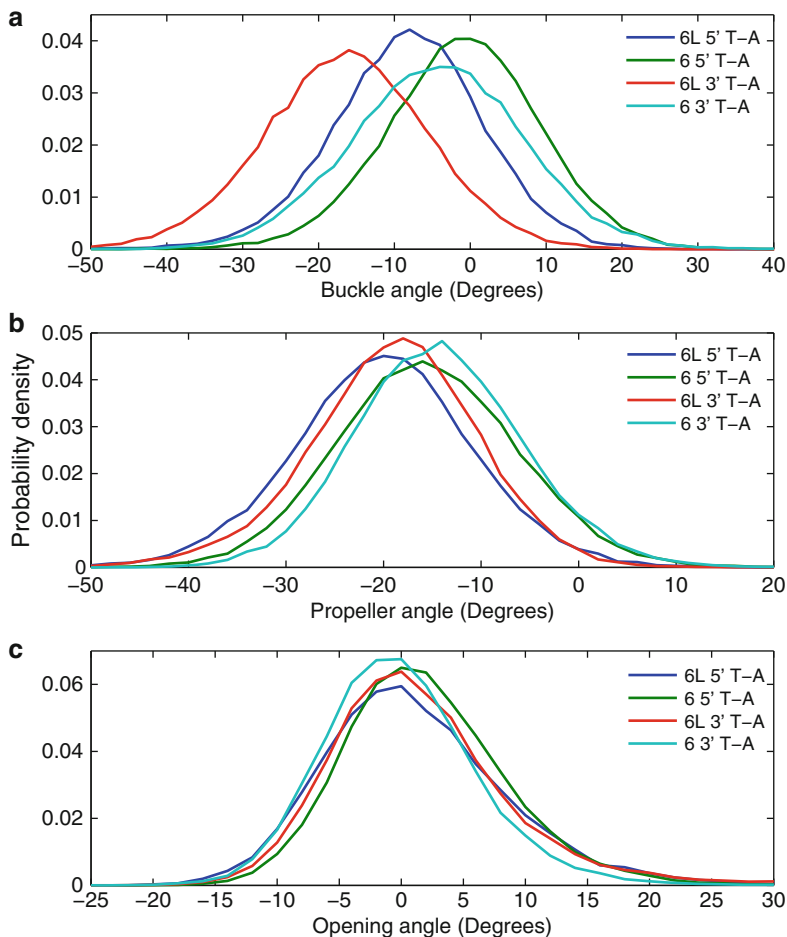 a
0.04
0.03
0.02
0.01
0
−50 −40 −30 −20 −10 0 10 20 30 40
Buckle angle (Degrees)
6L 5' T−A
6 5' T−A
6L 3' T−A
6 3' T−A
b
Probability density
0.05
0.04
0.03
0.02
0.01
0
−50 −40 −30 −20 −10 0 10 20
Propeller angle (Degrees)
6L 5' T−A
6 5' T−A
6L 3' T−A
6 3' T−A
c
0.06
0.04
0.02
0
−25 −20 −15 −10 −5 0 5 10 15 20 25 30
Opening angle (Degrees)
6L 5' T−A
6 5' T−A
6L 3' T−A
6 3' T−A